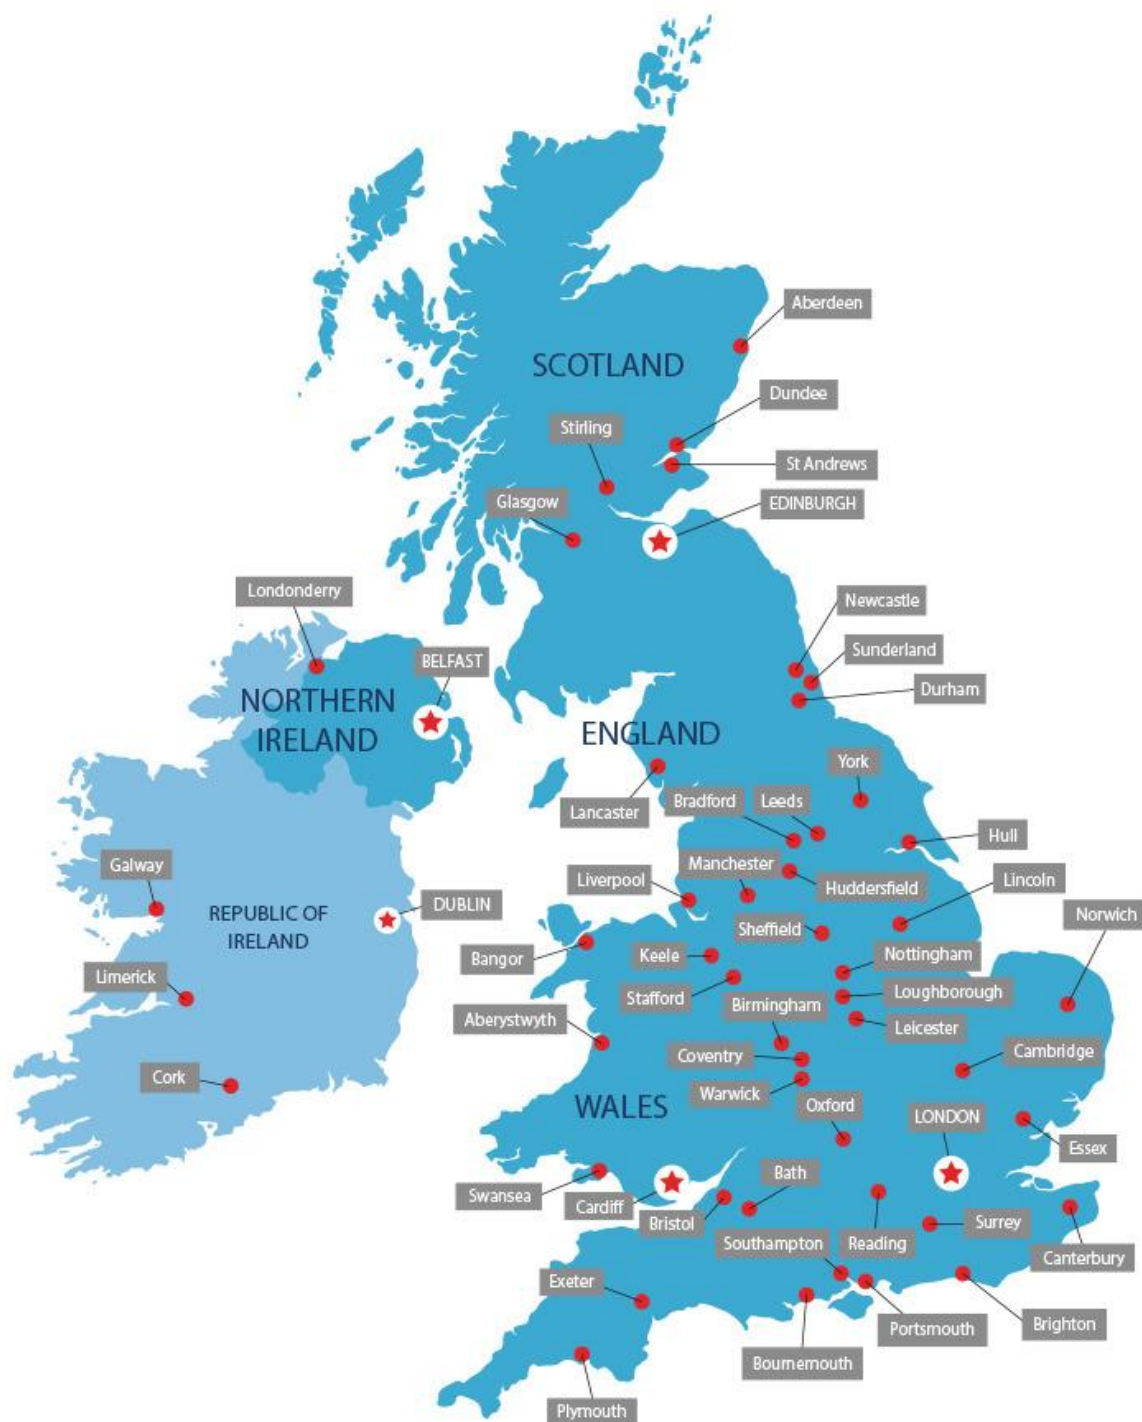 Aberdeen
SCOTLAND
Dundee
Stirling
St Andrews
Glasgow
EDINBURGH
Londonderry
Newcastle
Sunderland
BELFAST
Durham
NORTHERN
IRELAND
ENGLAND
York
Lancaster
Bradford
Leeds
Hull
Galway
Manchester
Liverpool
Huddersfield
Lincoln
DUBLIN
REPUBLIC OF
IRELAND
Norwich
Sheffield
Bangor
Keele
Nottingham
Limerick
Stafford
Loughborough
Birmingham
Aberystwyth
Leicester
Coventry
Cambridge
Cork
Warwick
Oxford
WALES
LONDON
Essex
Bath
Swansea
Cardiff
Bristol
Surrey
Southampton
Reading
Canterbury
Exeter
Portsmouth
Brighton
Bournemouth
Plymouth